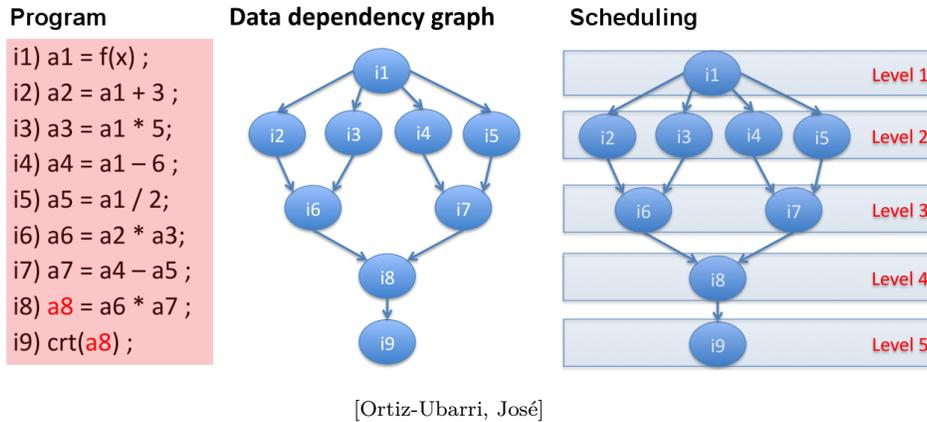 Program
i1) a1 = f(x) ;
i2) a2 = a1 + 3 ;
i3) a3 = a1 * 5;
i4) a4 = a1 – 6 ;
i5) a5 = a1 / 2;
i6) a6 = a2 * a3;
i7) a7 = a4 – a5 ;
i8) a8 = a6 * a7 ;
i9) crt(a8) ;
Data dependency graph
i1
i2 i3 i4 i5
i6 i7
i8
i9
Scheduling
i1 Level 1
i2 i3 i4 i5 Level 2
i6 i7 Level 3
i8 Level 4
i9 Level 5
[Ortiz-Ubarri, José]